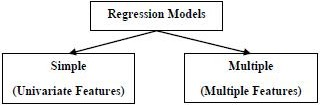 Regression Models
Simple
(Univariate Features)
Multiple
(Multiple Features)